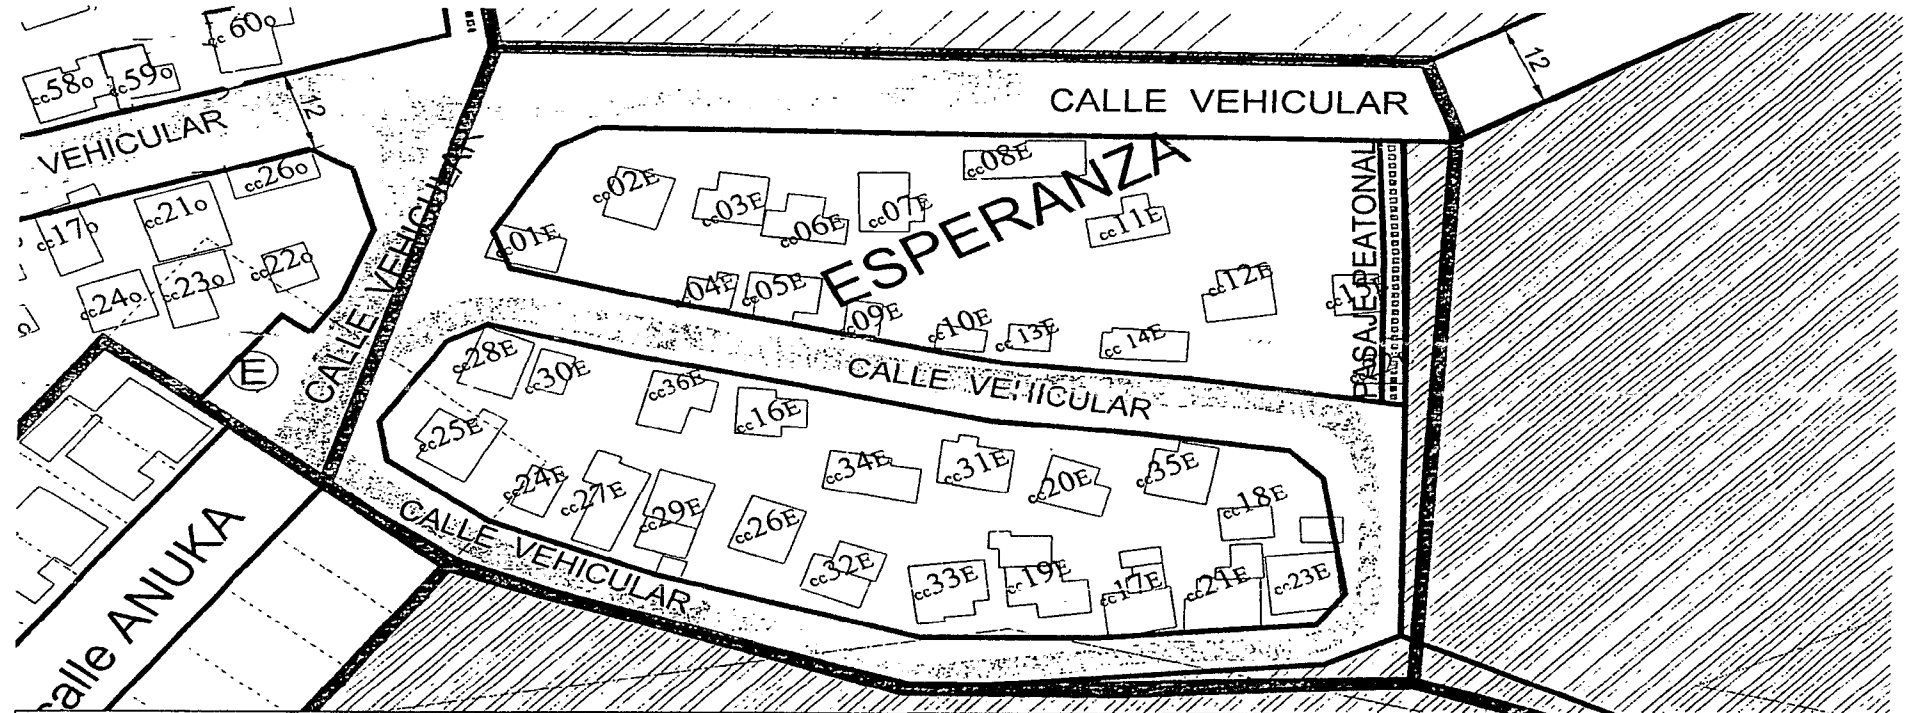 cc60o
cc58o
cc59o
12
12
CALLE VEHICULAR
VEHICULAR
CALLE VEHICULAR
cc26o
cc21o
cc17o
cc22o
cc23o
cc24o
E
cc08E
cc02E
cc03E
cc07E
cc06E
cc11E
cc01E
ESPERANZA
PASAJE PEATONAL
cc04E
cc05E
cc12E
cc09E
cc10E
cc13E
cc14E
CALLE VEHICULAR
cc28E
cc30E
cc36E
cc16E
cc25E
cc34E
cc31E
cc20E
cc35E
cc24E
cc27E
cc29E
cc26E
cc18E
CALLE VEHICULAR
cc32E
cc33E
cc19E
cc17E
cc21E
cc23E
calle ANUKA